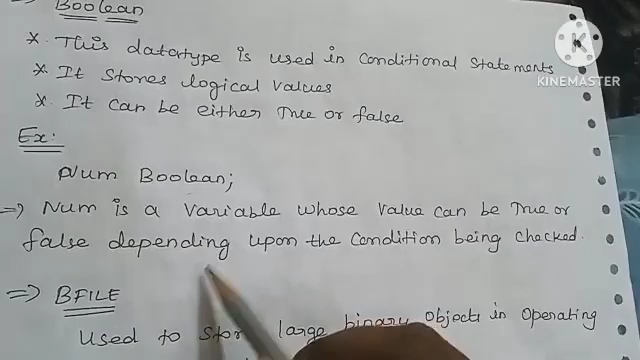 => Boolean
* This datatype is used in Conditional Statements
* It stores logical values
* It can be either True or false
Ex:
Num Boolean;
=> Num is a variable whose value can be True or
false depending upon the condition being checked.
=> BFILE
Used to large binary Objects in Operating
KINEMASTER